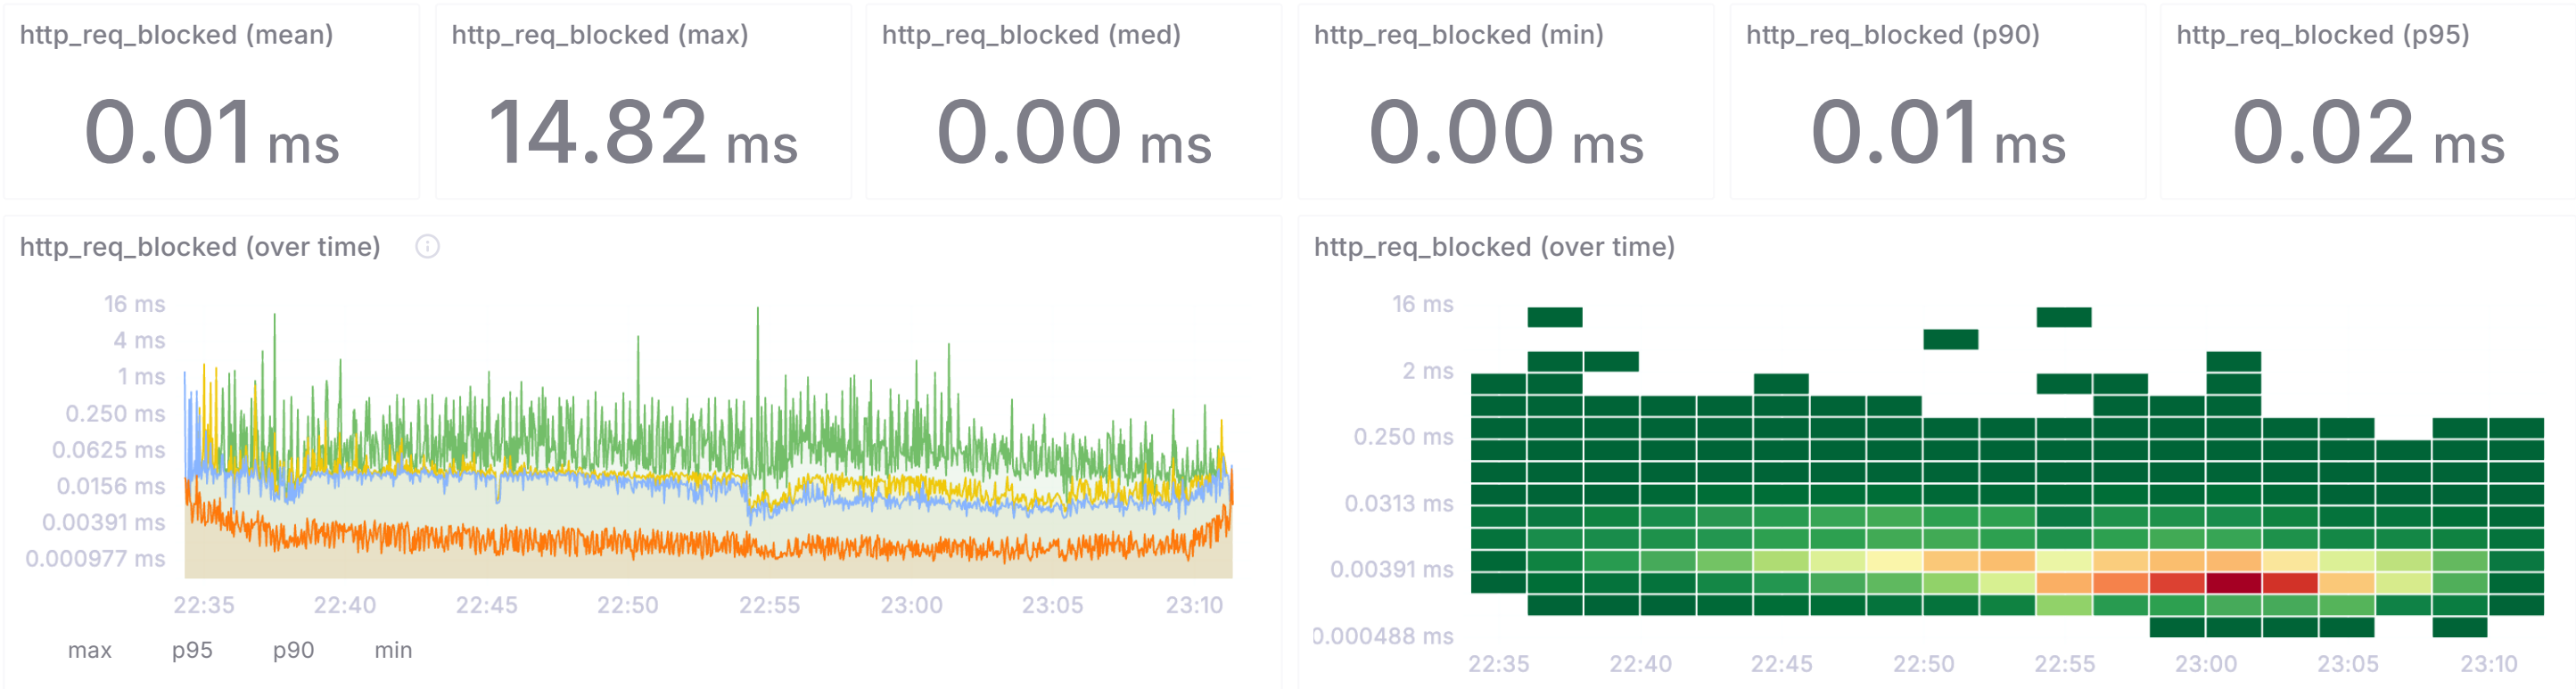 http_req_blocked (mean)
0.01 ms
http_req_blocked (max)
14.82 ms
http_req_blocked (med)
0.00 ms
http_req_blocked (min)
0.00 ms
http_req_blocked (p90)
0.01 ms
http_req_blocked (p95)
0.02 ms
http_req_blocked (over time)
16 ms
4 ms
1 ms
0.250 ms
0.0625 ms
0.0156 ms
0.00391 ms
0.000977 ms
22:35 22:40 22:45 22:50 22:55 23:00 23:05 23:10
max p95 p90 min
http_req_blocked (over time)
16 ms
2 ms
0.250 ms
0.0313 ms
0.00391 ms
0.000488 ms
22:35 22:40 22:45 22:50 22:55 23:00 23:05 23:10